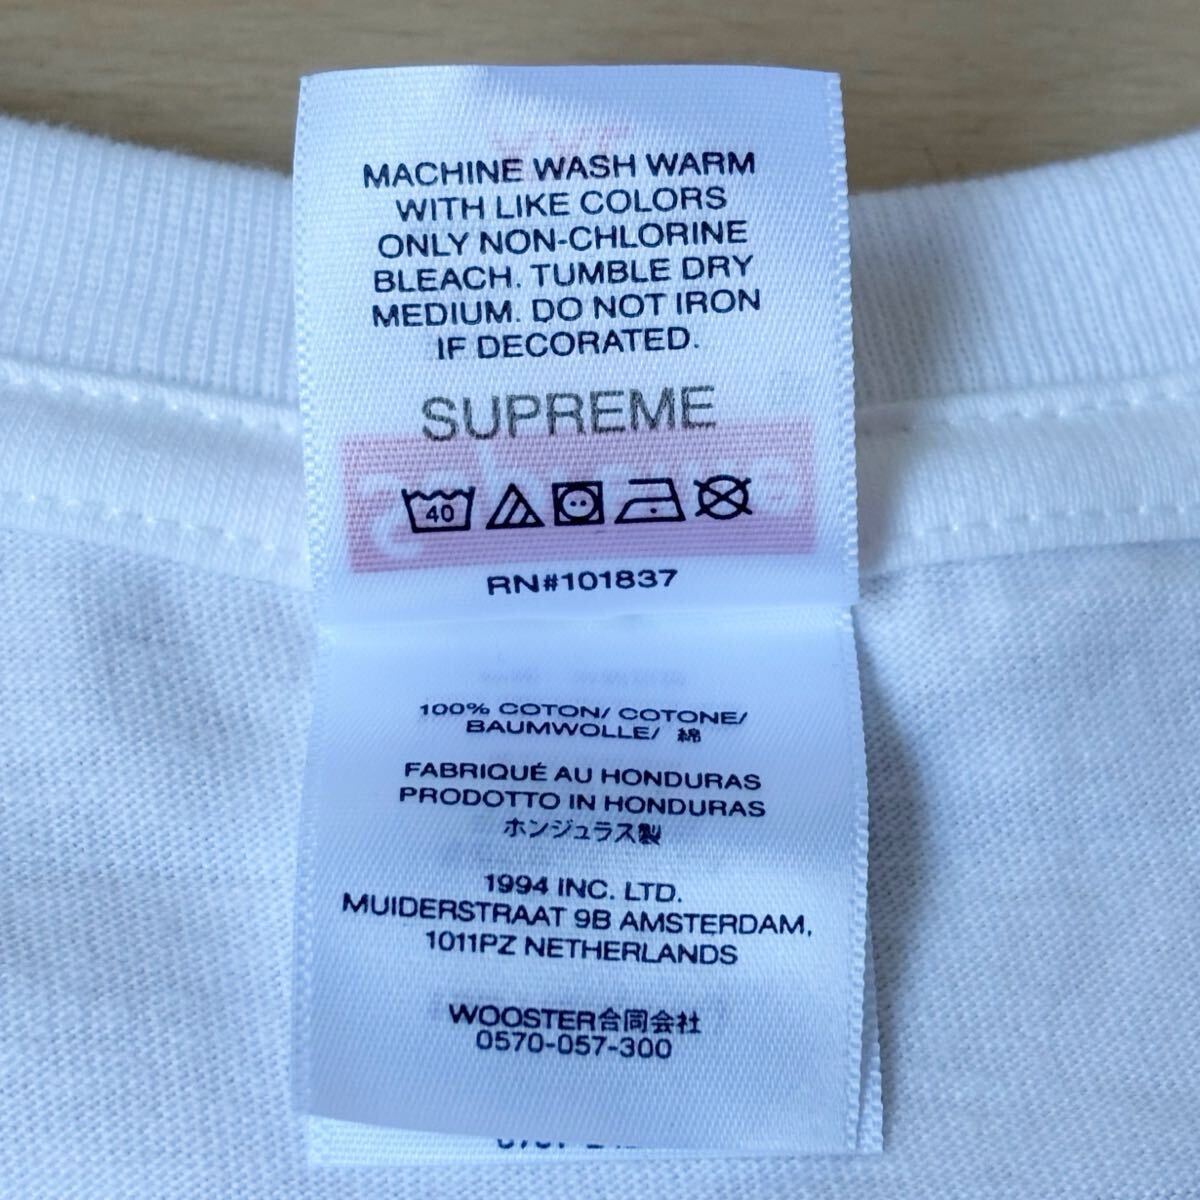 MACHINE WASH WARM
WITH LIKE COLORS
ONLY NON-CHLORINE
BLEACH. TUMBLE DRY
MEDIUM. DO NOT IRON
IF DECORATED.
SUPREME
40
RN#101837
100% COTON/ COTONE/
BAUMWOLLE/ 綿
FABRIQUÉ AU HONDURAS
PRODOTTO IN HONDURAS
ホンジュラス製
1994 INC. LTD.
MUIDERSTRAAT 9B AMSTERDAM,
1011PZ NETHERLANDS
WOOSTER合同会社
0570-057-300